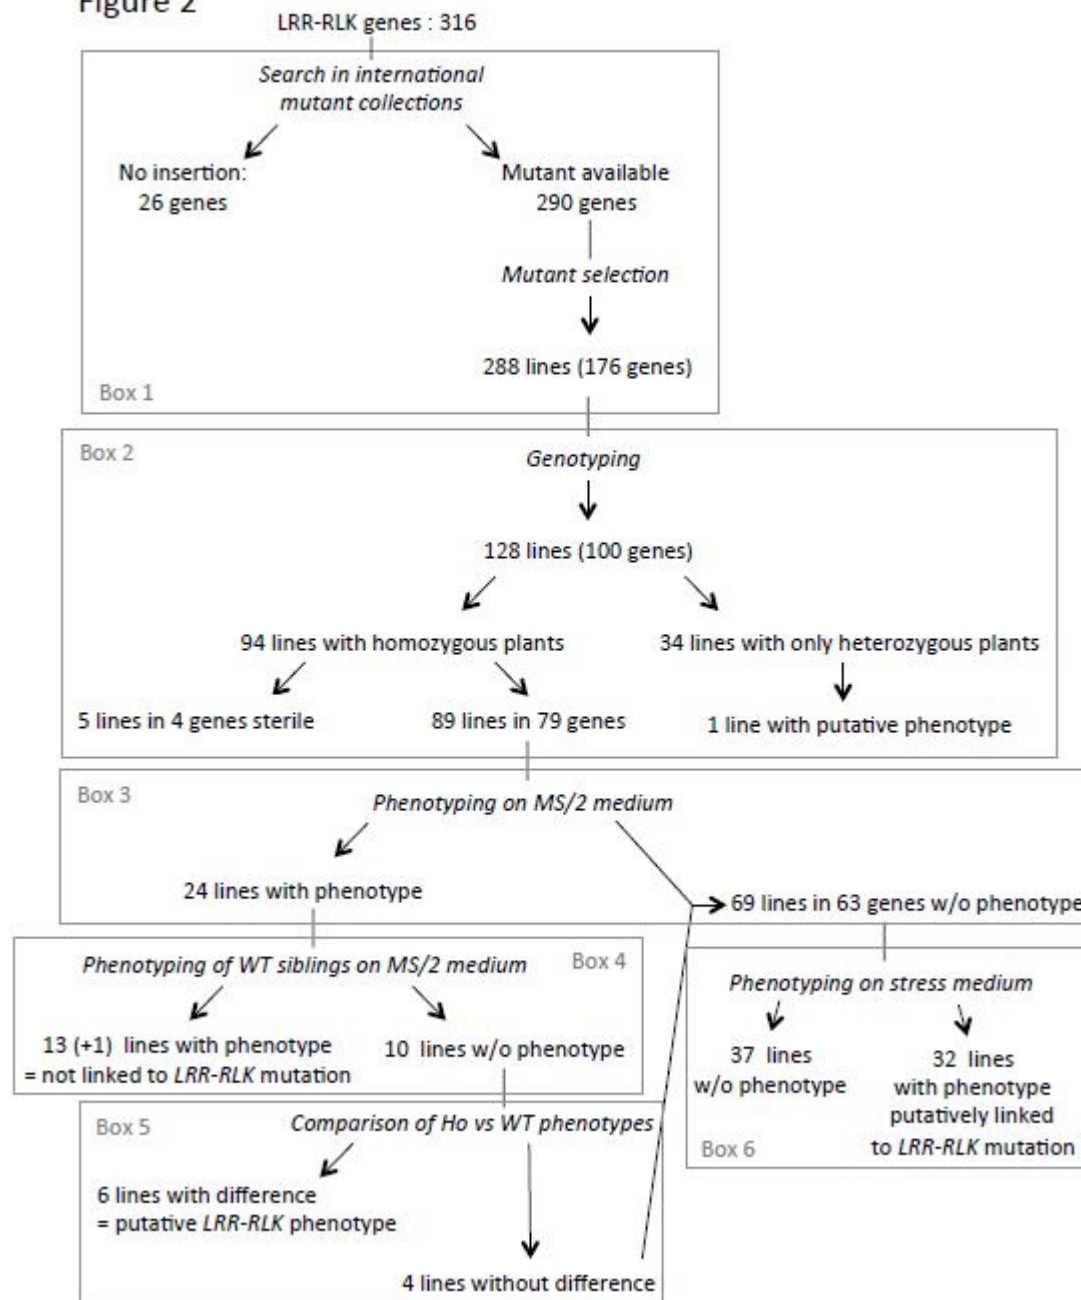 Figure 2
LRR-RLK genes : 316
Search in international
mutant collections
No insertion:
26 genes
Mutant available
290 genes
Mutant selection
288 lines (176 genes)
Box 1
Box 2
Genotyping
128 lines (100 genes)
94 lines with homozygous plants
34 lines with only heterozygous plants
5 lines in 4 genes sterile
89 lines in 79 genes
1 line with putative phenotype
Box 3
Phenotyping on MS/2 medium
24 lines with phenotype
69 lines in 63 genes w/o phenotype
Phenotyping of WT siblings on MS/2 medium
Box 4
13 (+1) lines with phenotype
= not linked to LRR-RLK mutation
10 lines w/o phenotype
Phenotyping on stress medium
37 lines
w/o phenotype
32 lines
with phenotype
putatively linked
to LRR-RLK mutation
Box 6
Box 5
Comparison of Ho vs WT phenotypes
6 lines with difference
= putative LRR-RLK phenotype
4 lines without difference